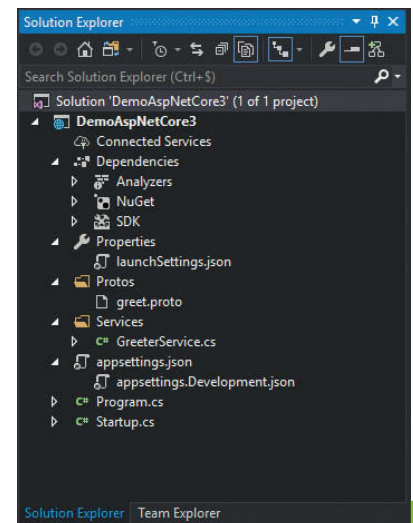 Solution Explorer
Search Solution Explorer (Ctrl+$)
Solution 'DemoAspNetCore3' (1 of 1 project)
DemoAspNetCore3
Connected Services
Dependencies
Analyzers
NuGet
SDK
Properties
launchSettings.json
Protos
greet.proto
Services
C# GreeterService.cs
appsettings.json
appsettings.Development.json
C# Program.cs
C# Startup.cs
Solution Explorer Team Explorer